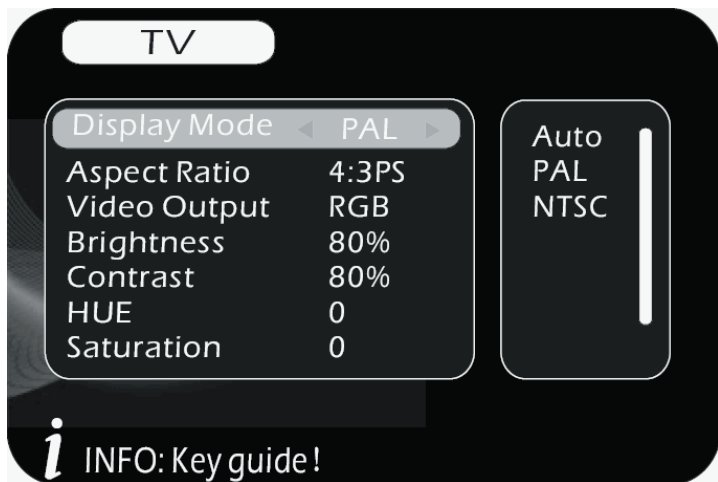 TV
Display Mode PAL
Aspect Ratio 4:3PS
Video Output RGB
Brightness 80%
Contrast 80%
HUE 0
Saturation 0
Auto
PAL
NTSC
i INFO: Key guide!